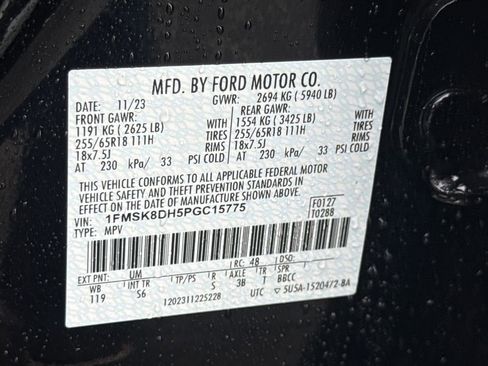 MFD. BY FORD MOTOR CO.
DATE: 11/23 GVWR: 2694 KG ( 5940 LB)
FRONT GAWR: REAR GAWR:
1191 KG ( 2625 LB) WITH 1554 KG ( 3425 LB) WITH
255/65R18 111H TIRES 255/65R18 111H TIRES
18x7.5J RIMS 18x7.5J RIMS
AT 230 kPa/ 33 PSI COLD AT 230 kPa/ 33 PSI COLD
THIS VEHICLE CONFORMS TO ALL APPLICABLE FEDERAL MOTOR
VEHICLE SAFETY AND THEFT PREVENTION STANDARDS IN
EFFECT ON THE DATE OF MANUFACTURE SHOWN ABOVE.
VIN: 1FMSK8DH5PGC15775 F0127
TYPE: MPV T0288
EXT PNT: UM RC: 48 DSO:
WB INT TR TP/PS R AXLE TR SPR
119 S6 S 3B T BBCC
1202311225228 UTC 5USA-1520472-BA